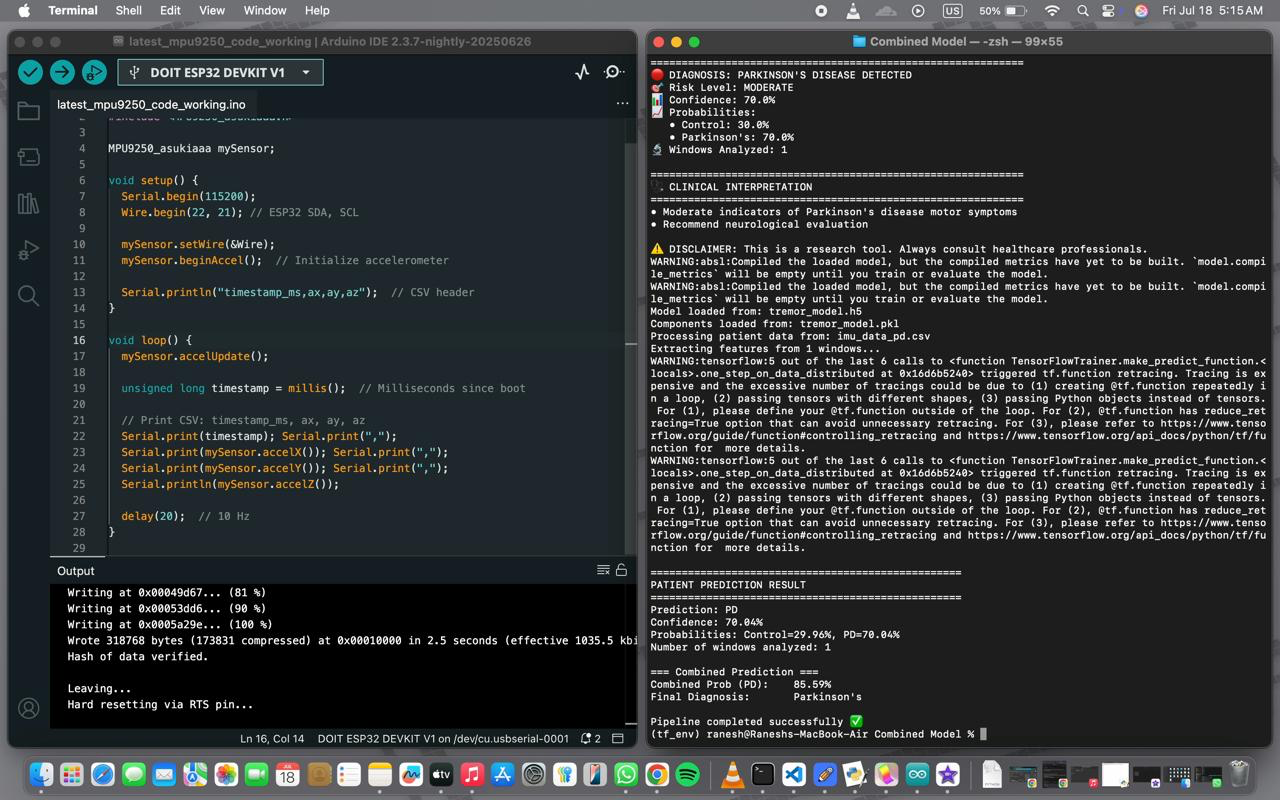 Terminal Shell Edit View Window Help
US 50% Fri Jul 18 5:15 AM
latest_mpu9250_code_working | Arduino IDE 2.3.7-nightly-20250626
DOIT ESP32 DEVKIT V1
latest_mpu9250_code_working.ino
3
4 MPU9250_asukiaaa mySensor;
5
6 void setup() {
7 Serial.begin(115200);
8 Wire.begin(22, 21); // ESP32 SDA, SCL
9
10 mySensor.setWire(&Wire);
11 mySensor.beginAccel(); // Initialize accelerometer
12
13 Serial.println("timestamp_ms,ax,ay,az"); // CSV header
14 }
15
16 void loop() {
17 mySensor.accelUpdate();
18
19 unsigned long timestamp = millis(); // Milliseconds since boot
20
21 // Print CSV: timestamp_ms, ax, ay, az
22 Serial.print(timestamp); Serial.print(",");
23 Serial.print(mySensor.accelX()); Serial.print(",");
24 Serial.print(mySensor.accelY()); Serial.print(",");
25 Serial.println(mySensor.accelZ());
26
27 delay(20); // 10 Hz
28 }
29
Output
Writing at 0x00049d67... (81 %)
Writing at 0x00053dd6... (90 %)
Writing at 0x0005a29e... (100 %)
Wrote 318768 bytes (173831 compressed) at 0x00010000 in 2.5 seconds (effective 1035.5 kbi
Hash of data verified.
Leaving...
Hard resetting via RTS pin...
Ln 16, Col 14 DOIT ESP32 DEVKIT V1 on /dev/cu.usbserial-0001 2
Combined Model — -zsh — 99×55
============================================================
🔴 DIAGNOSIS: PARKINSON'S DISEASE DETECTED
🎯 Risk Level: MODERATE
📊 Confidence: 70.0%
📈 Probabilities:
• Control: 30.0%
• Parkinson's: 70.0%
🔬 Windows Analyzed: 1
============================================================
🩺 CLINICAL INTERPRETATION
============================================================
• Moderate indicators of Parkinson's disease motor symptoms
• Recommend neurological evaluation
⚠️ DISCLAIMER: This is a research tool. Always consult healthcare professionals.
WARNING:absl:Compiled the loaded model, but the compiled metrics have yet to be built. `model.compi
le_metrics` will be empty until you train or evaluate the model.
WARNING:absl:Compiled the loaded model, but the compiled metrics have yet to be built. `model.compi
le_metrics` will be empty until you train or evaluate the model.
Model loaded from: tremor_model.h5
Components loaded from: tremor_model.pkl
Processing patient data from: imu_data_pd.csv
Extracting features from 1 windows...
WARNING:tensorflow:5 out of the last 6 calls to <function TensorFlowTrainer.make_predict_function.<
locals>.one_step_on_data_distributed at 0x16d6b5240> triggered tf.function retracing. Tracing is ex
pensive and the excessive number of tracings could be due to (1) creating @tf.function repeatedly i
n a loop, (2) passing tensors with different shapes, (3) passing Python objects instead of tensors.
For (1), please define your @tf.function outside of the loop. For (2), @tf.function has reduce_ret
racing=True option that can avoid unnecessary retracing. For (3), please refer to https://www.tenso
rflow.org/guide/function#controlling_retracing and https://www.tensorflow.org/api_docs/python/tf/fu
nction for  more details.
WARNING:tensorflow:5 out of the last 6 calls to <function TensorFlowTrainer.make_predict_function.<
locals>.one_step_on_data_distributed at 0x16d6b5240> triggered tf.function retracing. Tracing is ex
pensive and the excessive number of tracings could be due to (1) creating @tf.function repeatedly i
n a loop, (2) passing tensors with different shapes, (3) passing Python objects instead of tensors.
For (1), please define your @tf.function outside of the loop. For (2), @tf.function has reduce_ret
racing=True option that can avoid unnecessary retracing. For (3), please refer to https://www.tenso
rflow.org/guide/function#controlling_retracing and https://www.tensorflow.org/api_docs/python/tf/fu
nction for  more details.
==================================================
PATIENT PREDICTION RESULT
==================================================
Prediction: PD
Confidence: 70.04%
Probabilities: Control=29.96%, PD=70.04%
Number of windows analyzed: 1
=== Combined Prediction ===
Combined Prob (PD): 85.59%
Final Diagnosis: Parkinson's
Pipeline completed successfully ✅
(tf_env) ranesh@Raneshs-MacBook-Air Combined Model %
JUL
18
tv